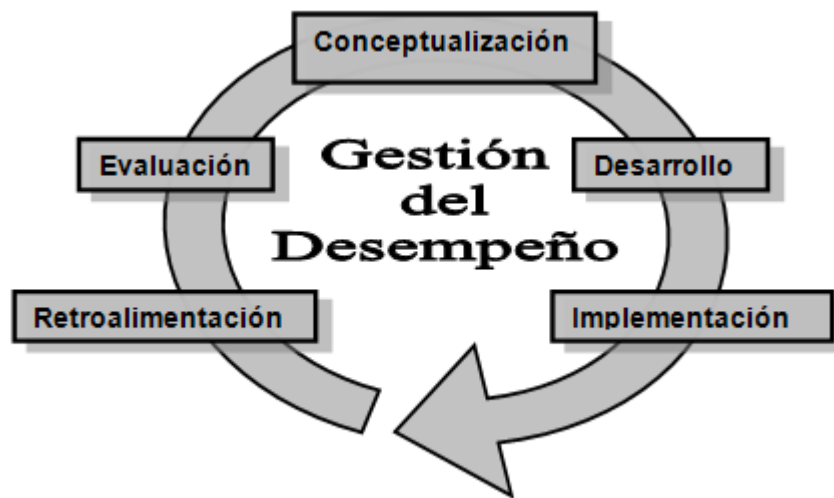 Conceptualización
Evaluación
Gestión
del
Desempeño
Desarrollo
Retroalimentación
Implementación